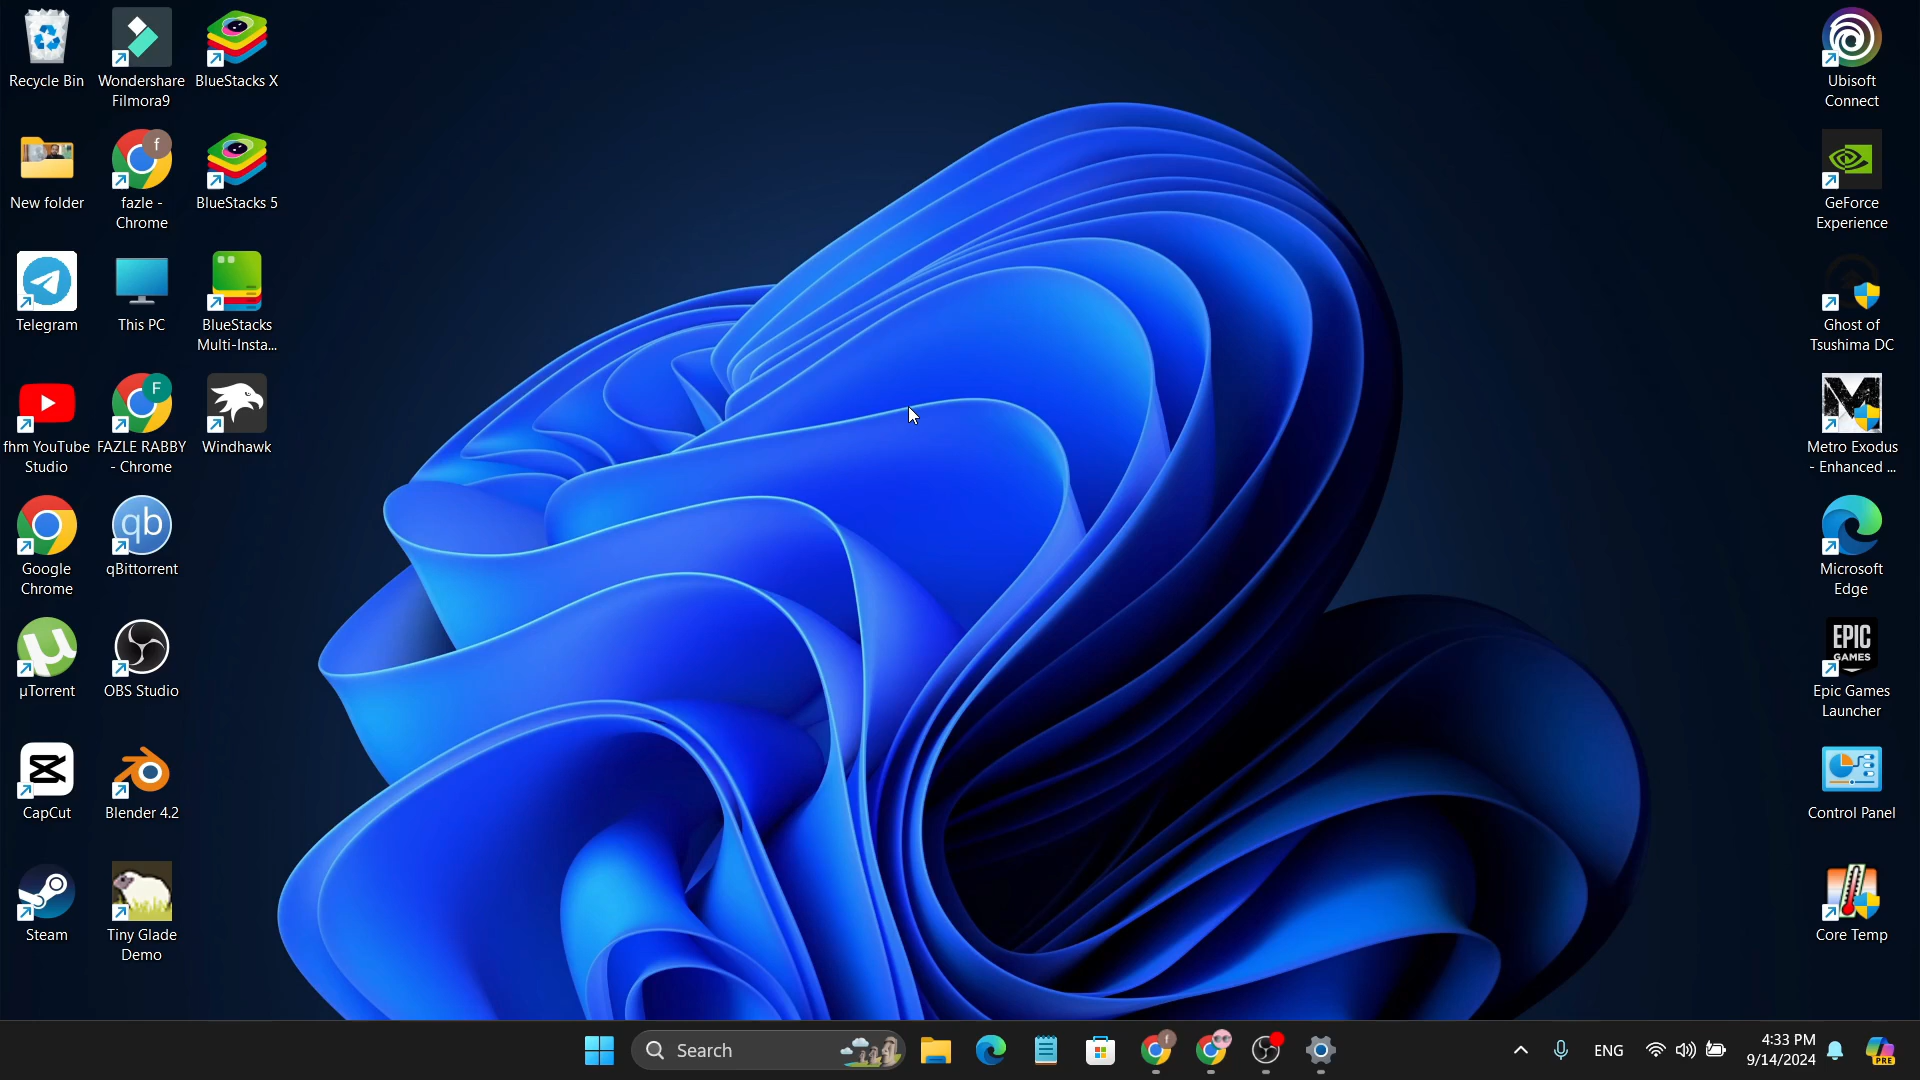 Recycle Bin
Wondershare
Filmora9
BlueStacks X
New folder
f
fazle -
Chrome
BlueStacks 5
Telegram
This PC
BlueStacks
Multi-Insta...
fhm YouTube
Studio
F
FAZLE RABBY
- Chrome
Windhawk
Google
Chrome
qb
qBittorrent
µ
µTorrent
OBS Studio
CapCut
Blender 4.2
Steam
Tiny Glade
Demo
Ubisoft
Connect
GeForce
Experience
Ghost of
Tsushima DC
Metro Exodus
- Enhanced ...
Microsoft
Edge
EPIC
GAMES
Epic Games
Launcher
Control Panel
Core Temp
Search
f
ENG
4:33 PM
9/14/2024
PRE